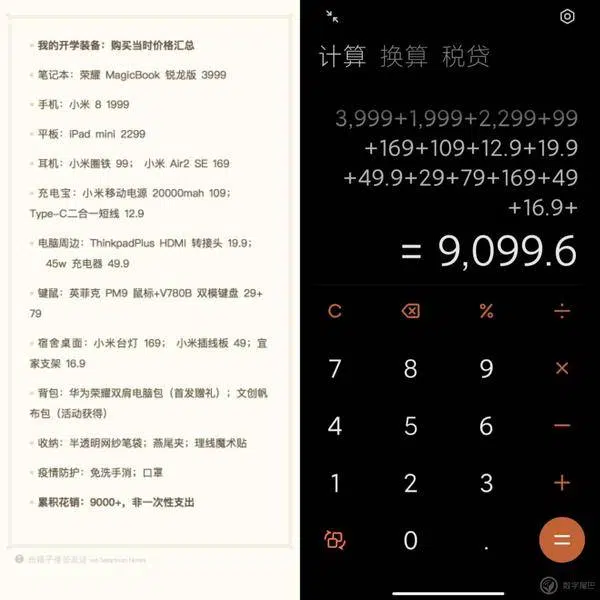 我的开学装备：购买当时价格汇总
笔记本：荣耀 MagicBook 锐龙版 3999
手机：小米 8 1999
平板：iPad mini 2299
耳机：小米圈铁 99； 小米 Air2 SE 169
充电宝：小米移动电源 20000mah 109；
Type-C二合一短线 12.9
电脑周边：ThinkpadPlus HDMI 转接头 19.9；
45w 充电器 49.9
键鼠：英菲克 PM9 鼠标+V780B 双模键盘 29+
79
宿舍桌面：小米台灯 169； 小米插线板 49；宜
家支架 16.9
背包：华为荣耀双肩电脑包（首发赠礼）；文创帆
布包（活动获得）
收纳：半透明网纱笔袋；燕尾夹；理线魔术贴
疫情防护：免洗手消；口罩
累积花销：9000+，非一次性支出
计算 换算 税贷
3,999+1,999+2,299+99
+169+109+12.9+19.9
+49.9+29+79+169+49
+16.9+
= 9,099.6
C % ÷
7 8 9 ×
4 5 6 −
1 2 3 +
0 . =
数字尾巴